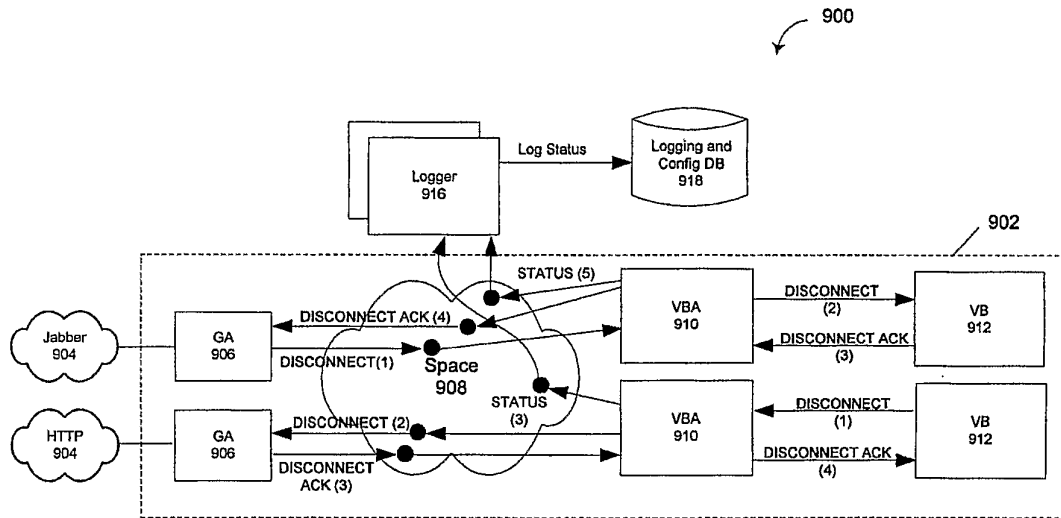 900
Logger
916
Log Status
Logging and
Config DB
918
902
STATUS (5)
DISCONNECT ACK (4)
DISCONNECT(1)
Space
908
STATUS
(3)
DISCONNECT (2)
DISCONNECT
ACK (3)
Jabber
904
GA
906
HTTP
904
GA
906
VBA
910
DISCONNECT
(2)
DISCONNECT ACK
(3)
VB
912
VBA
910
DISCONNECT
(1)
DISCONNECT ACK
(4)
VB
912